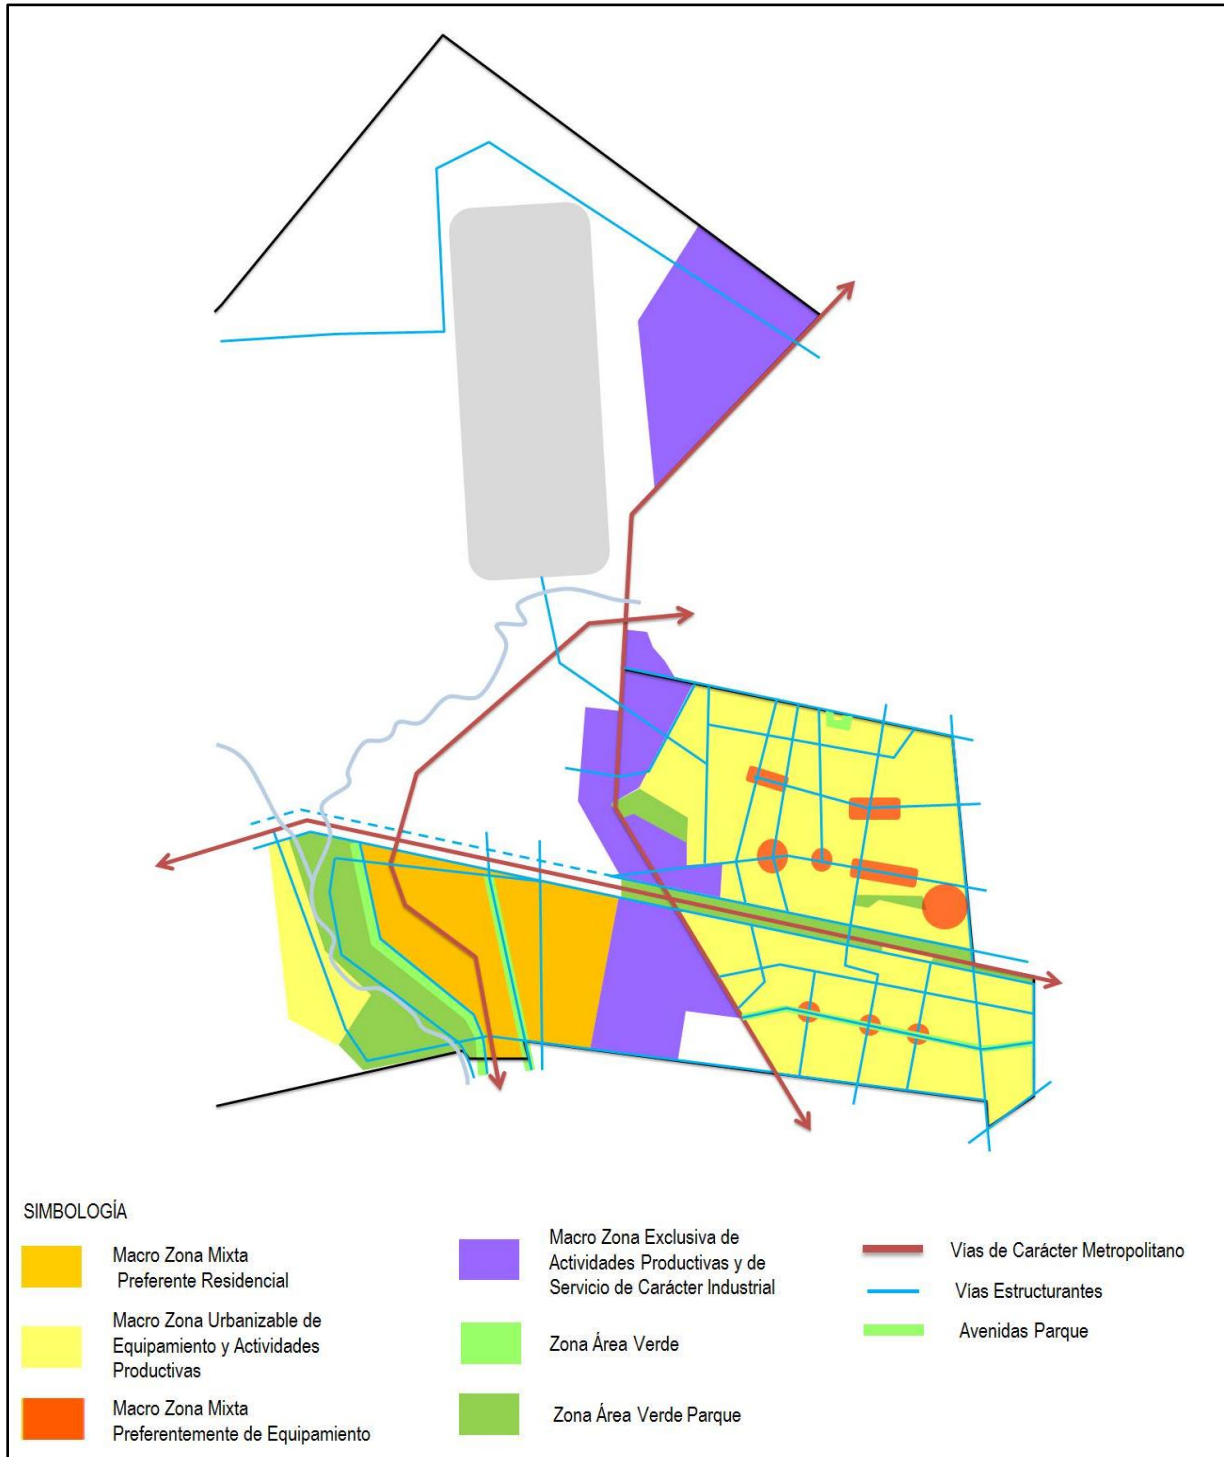 SIMBOLOGÍA
Macro Zona Mixta
Preferente Residencial
Macro Zona Urbanizable de
Equipamiento y Actividades
Productivas
Macro Zona Mixta
Preferentemente de Equipamiento
Macro Zona Exclusiva de
Actividades Productivas y de
Servicio de Carácter Industrial
Zona Área Verde
Zona Área Verde Parque
Vías de Carácter Metropolitano
Vías Estructurantes
Avenidas Parque